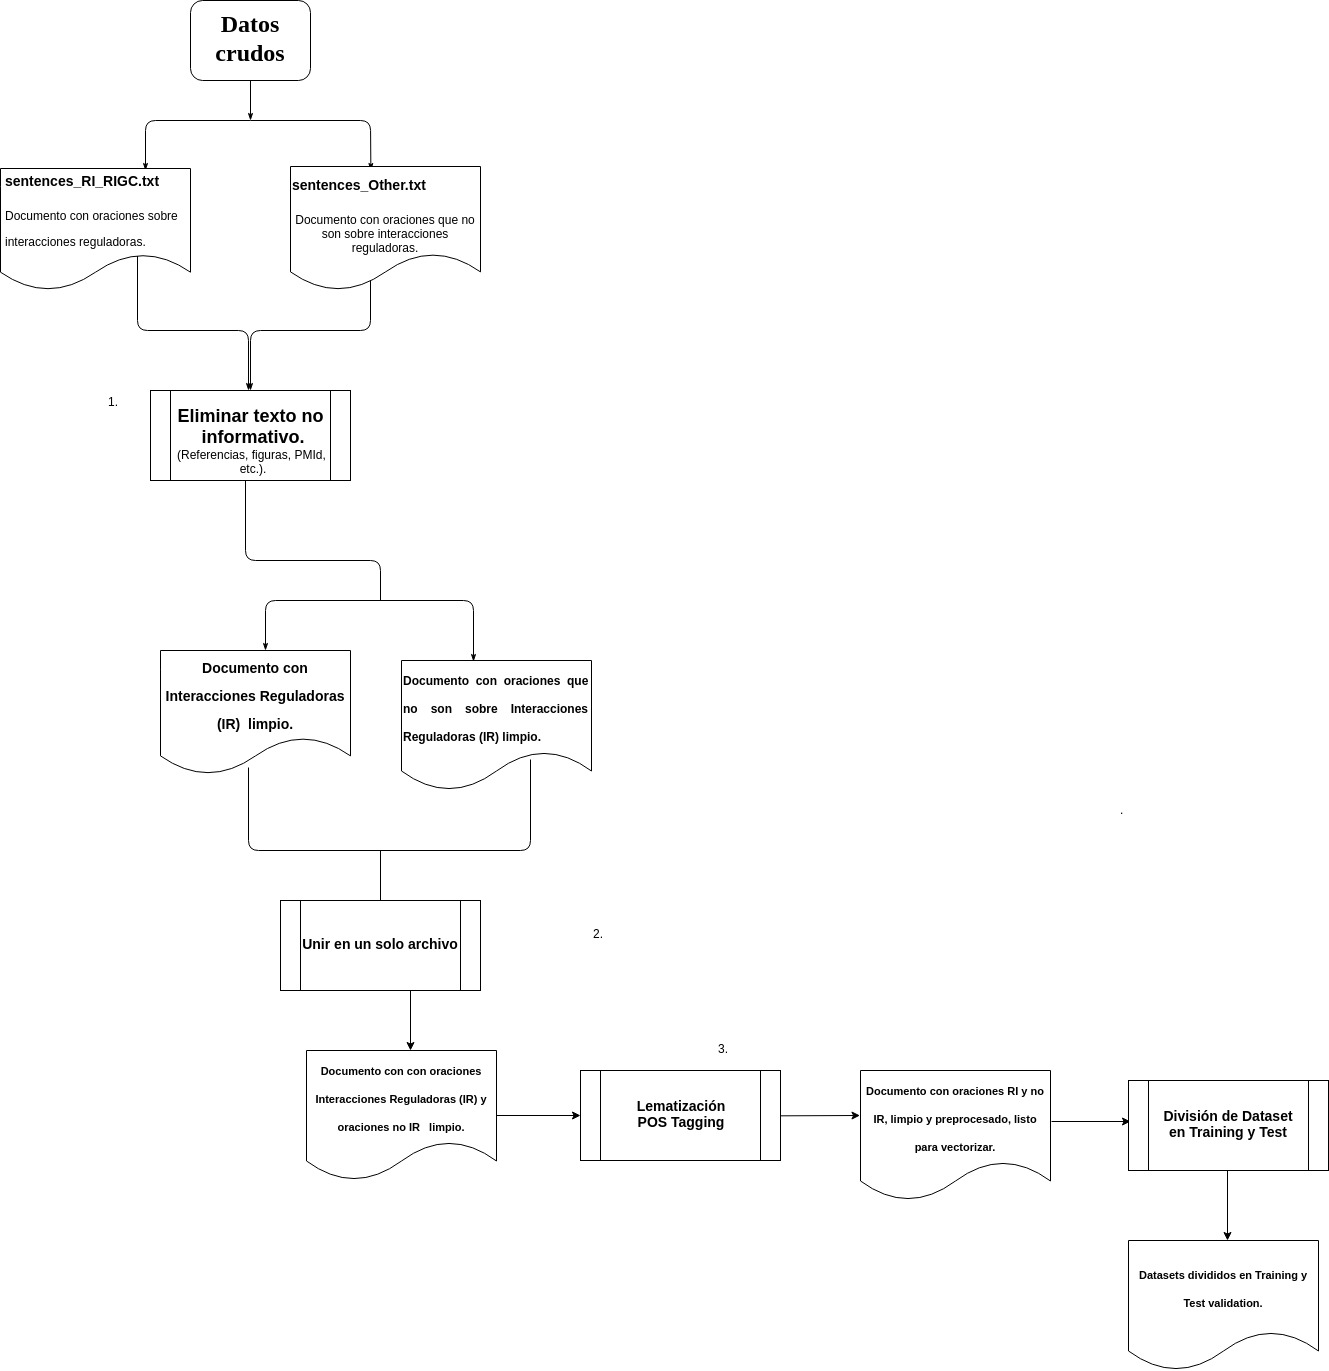 Datos
crudos
sentences_RI_RIGC.txt
Documento con oraciones sobre
interacciones reguladoras.
sentences_Other.txt
Documento con oraciones que no
son sobre interacciones
reguladoras.
1.
Eliminar texto no
informativo.
(Referencias, figuras, PMId,
etc.).
Documento con
Interacciones Reguladoras
(IR) limpio.
Documento con oraciones que
no son sobre Interacciones
Reguladoras (IR) limpio.
.
Unir en un solo archivo
2.
Documento con con oraciones
Interacciones Reguladoras (IR) y
oraciones no IR limpio.
3.
Lematización
POS Tagging
Documento con oraciones RI y no
IR, limpio y preprocesado, listo
para vectorizar.
División de Dataset
en Training y Test
Datasets divididos en Training y
Test validation.